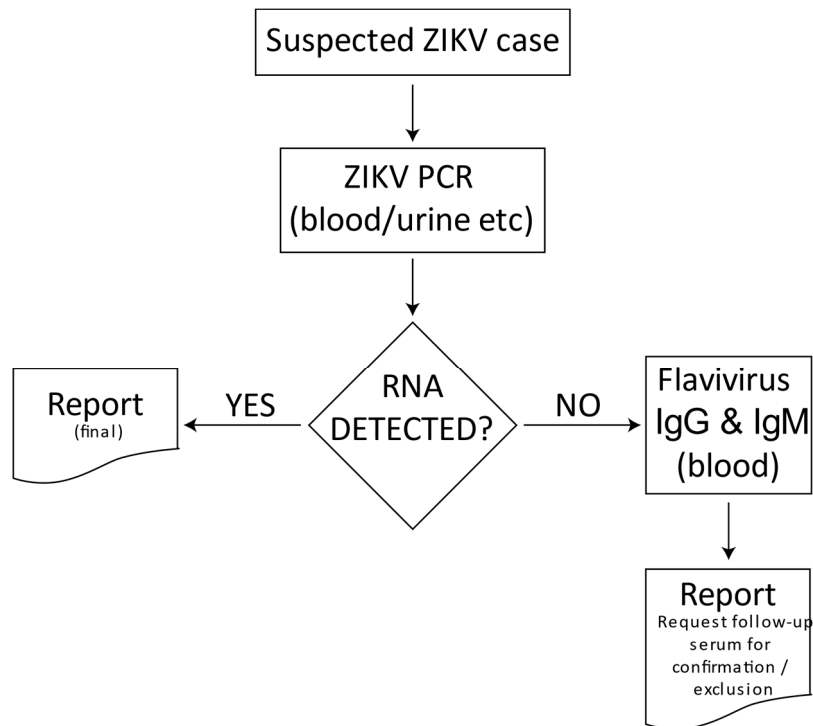 Suspected ZIKV case
ZIKV PCR
(blood/urine etc)
RNA
DETECTED?
YES
Report
(final)
NO
Flavivirus
IgG & IgM
(blood)
Report
Request follow-up
serum for
confirmation /
exclusion